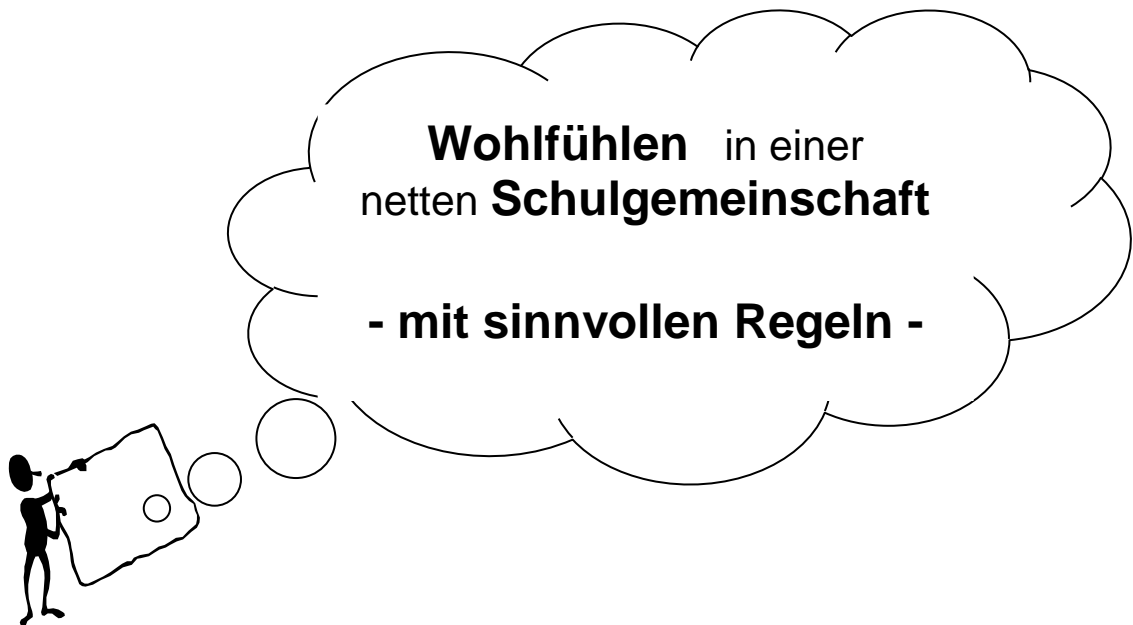 Wohlfühlen in einer
netten Schulgemeinschaft
- mit sinnvollen Regeln -